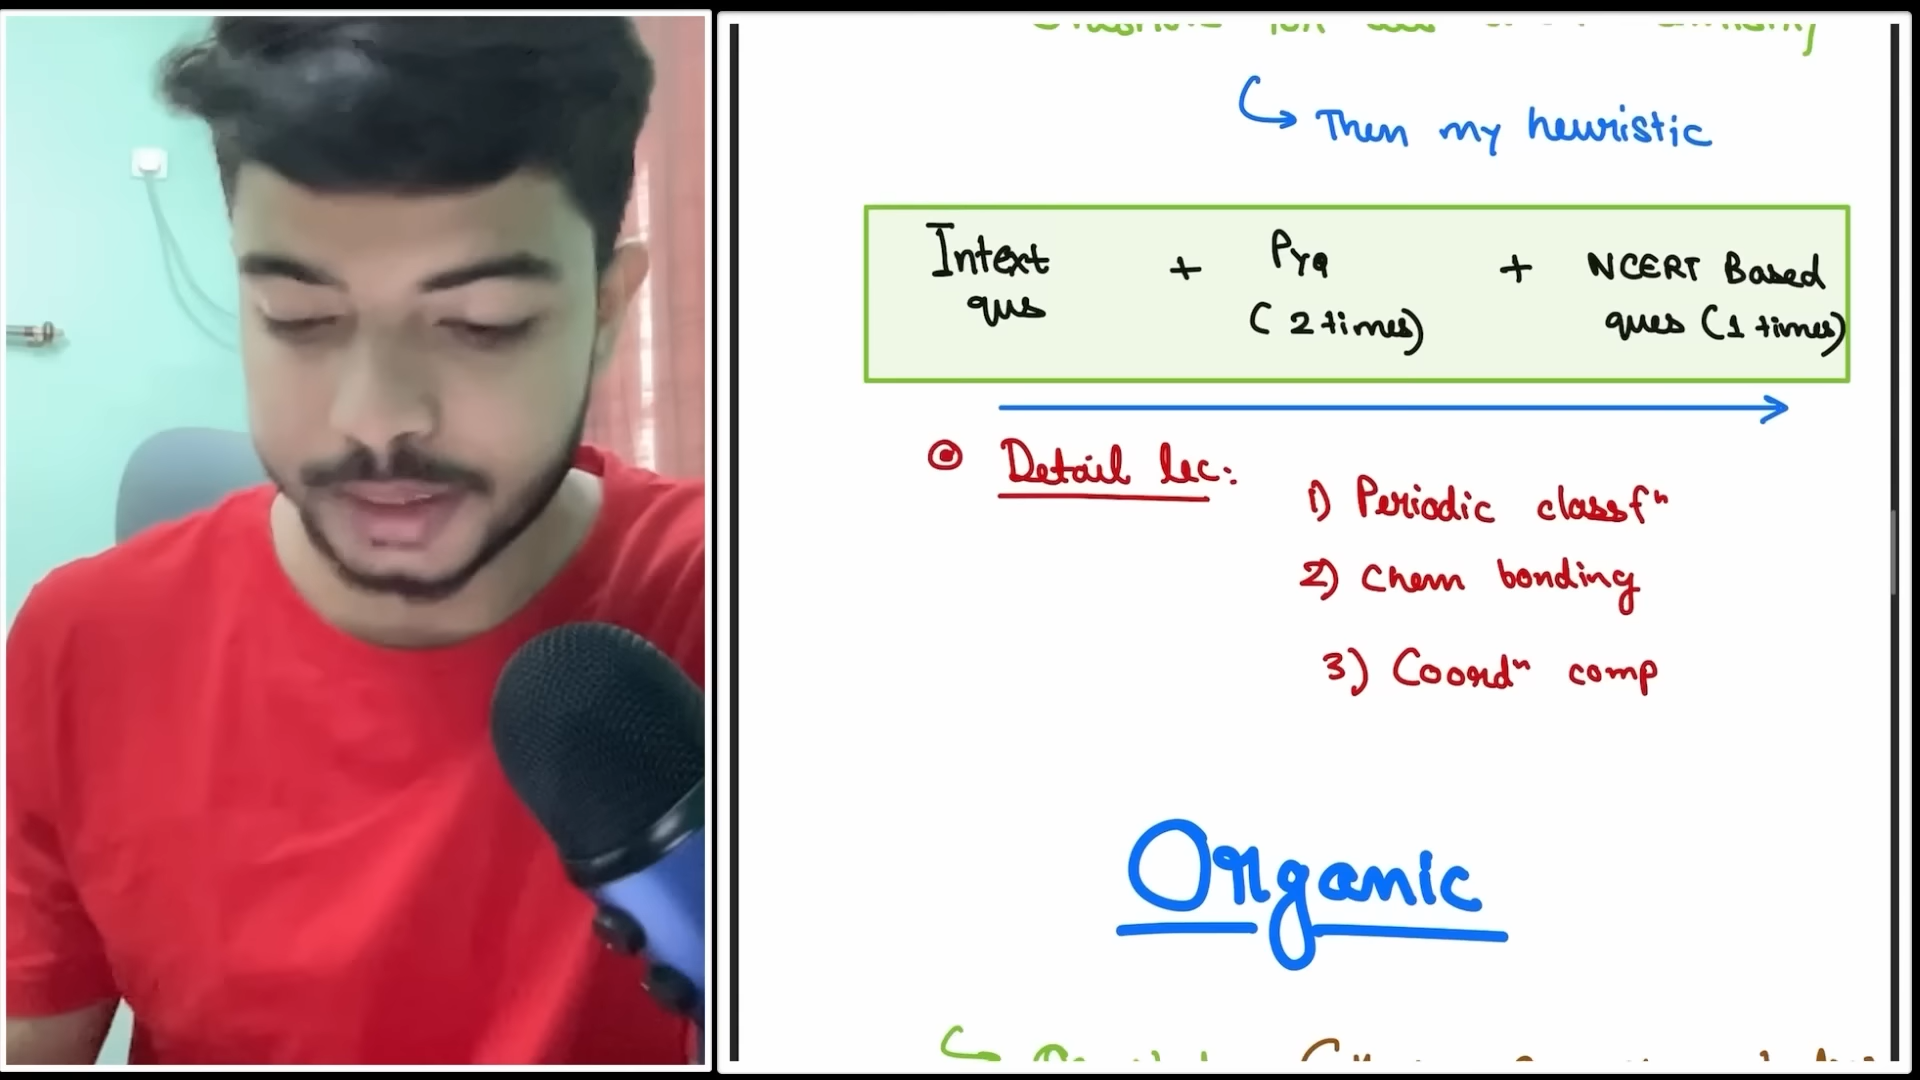 ↳ Then my heuristic
Intext + PYQ + NCERT Based
qus (2 times) ques (1 times)
Detail lec:
1) Periodic classfⁿ
2) Chem bonding
3) Coordⁿ comp
Organic